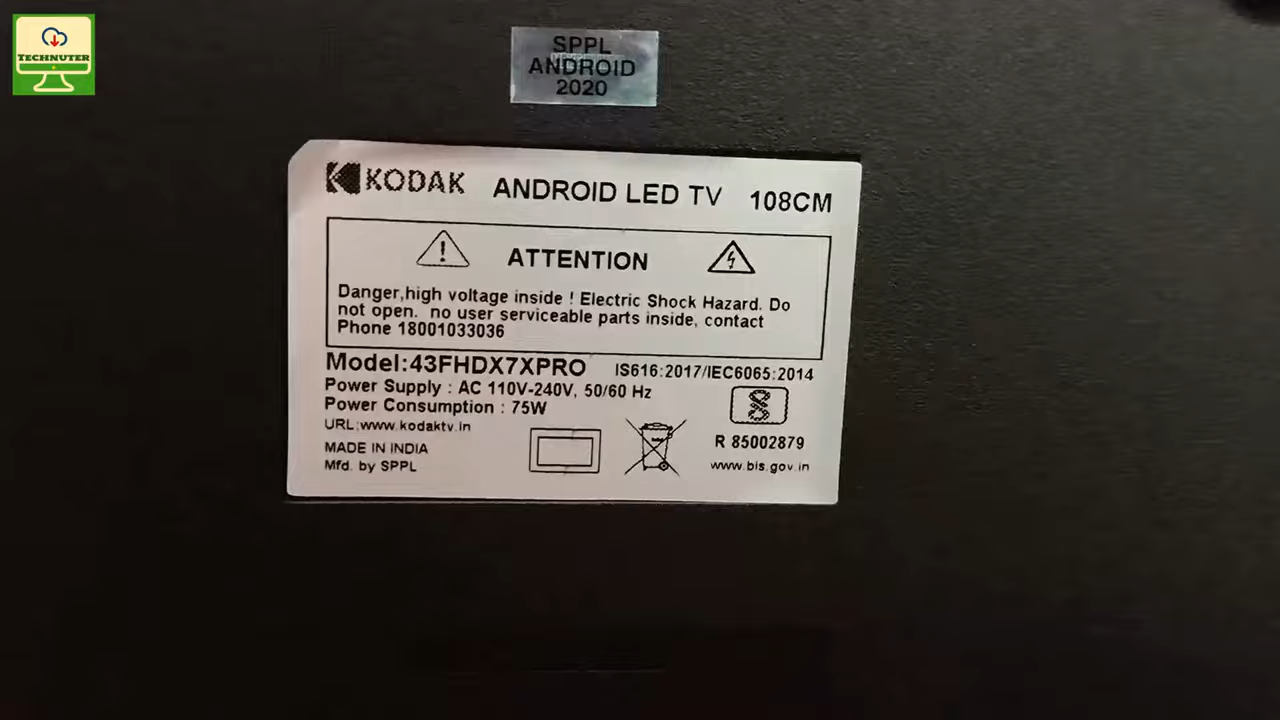 TECHNUTER
SPPL
ANDROID
2020
KODAK ANDROID LED TV 108CM
ATTENTION
Danger,high voltage inside ! Electric Shock Hazard. Do
not open. no user serviceable parts inside, contact
Phone 18001033036
Model:43FHDX7XPRO IS616:2017/IEC6065:2014
Power Supply : AC 110V-240V, 50/60 Hz
Power Consumption : 75W
URL:www.kodaktv.in
R 85002879
MADE IN INDIA
www.bis.gov.in
Mfd. by SPPL